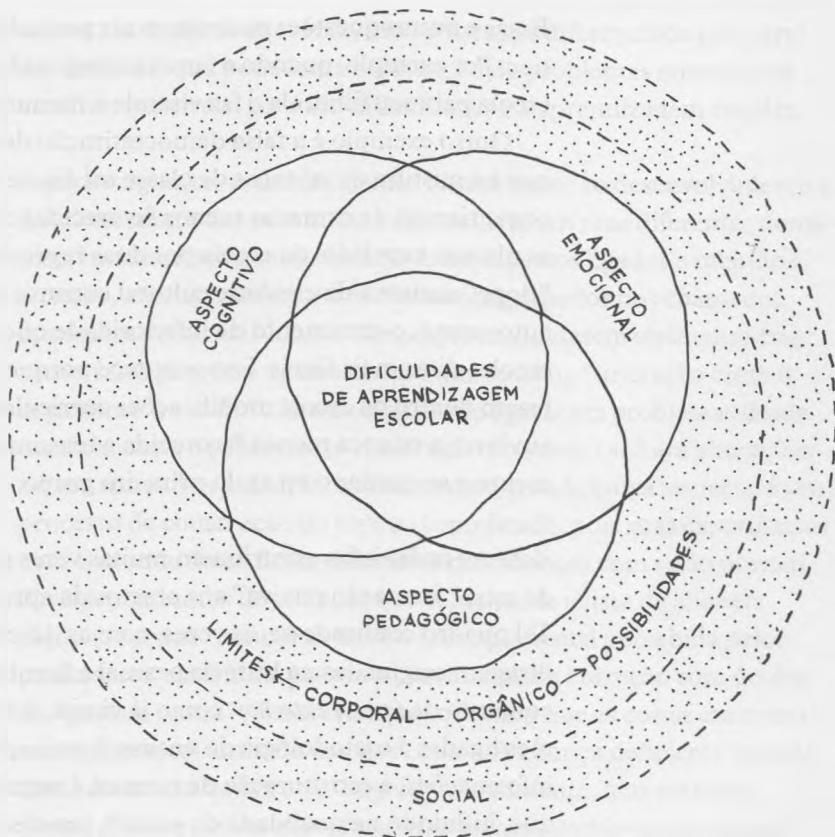 ASPECTO
COGNITIVO
ASPECTO
EMOCIONAL
DIFICULDADES
DE APRENDIZAGEM
ESCOLAR
ASPECTO
PEDAGÓGICO
LIMITES ← CORPORAL — ORGÂNICO → POSSIBILIDADES
SOCIAL